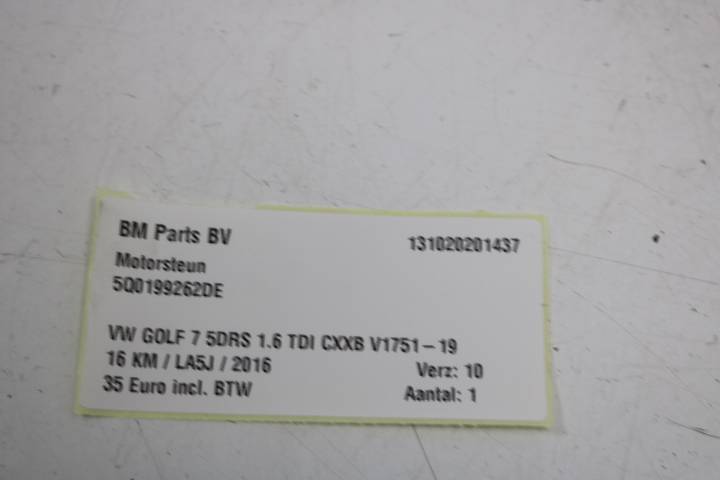 BM Parts BV 131020201437
Motorsteun
5Q0199262DE
VW GOLF 7 5DRS 1.6 TDI CXXB V1751-19
16 KM / LA5J / 2016 Verz: 10
35 Euro incl. BTW Aantal: 1